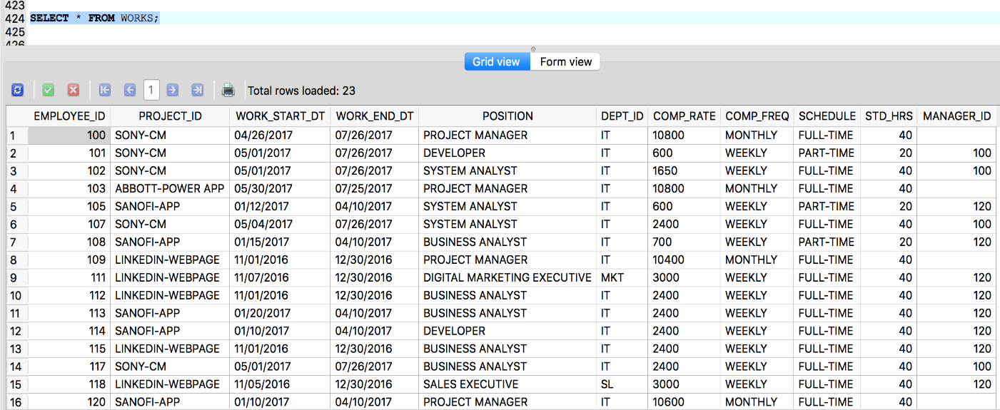 423
424 SELECT * FROM WORKS;
425
426
Grid view Form view
1 Total rows loaded: 23
EMPLOYEE_ID PROJECT_ID WORK_START_DT WORK_END_DT POSITION DEPT_ID COMP_RATE COMP_FREQ SCHEDULE STD_HRS MANAGER_ID
1 100 SONY-CM 04/26/2017 07/26/2017 PROJECT MANAGER IT 10800 MONTHLY FULL-TIME 40
2 101 SONY-CM 05/01/2017 07/26/2017 DEVELOPER IT 600 WEEKLY PART-TIME 20 100
3 102 SONY-CM 05/01/2017 07/26/2017 SYSTEM ANALYST IT 1650 WEEKLY FULL-TIME 40 100
4 103 ABBOTT-POWER APP 05/30/2017 07/25/2017 PROJECT MANAGER IT 10800 MONTHLY FULL-TIME 40
5 105 SANOFI-APP 01/12/2017 04/10/2017 SYSTEM ANALYST IT 600 WEEKLY PART-TIME 20 120
6 107 SONY-CM 05/04/2017 07/26/2017 SYSTEM ANALYST IT 2400 WEEKLY FULL-TIME 40 100
7 108 SANOFI-APP 01/15/2017 04/10/2017 BUSINESS ANALYST IT 700 WEEKLY PART-TIME 20 120
8 109 LINKEDIN-WEBPAGE 11/01/2016 12/30/2016 PROJECT MANAGER IT 10400 MONTHLY FULL-TIME 40
9 111 LINKEDIN-WEBPAGE 11/07/2016 12/30/2016 DIGITAL MARKETING EXECUTIVE MKT 3000 WEEKLY FULL-TIME 40 120
10 112 LINKEDIN-WEBPAGE 11/01/2016 12/30/2016 BUSINESS ANALYST IT 2400 WEEKLY FULL-TIME 40 120
11 113 SANOFI-APP 01/20/2017 04/10/2017 BUSINESS ANALYST IT 2400 WEEKLY FULL-TIME 40 120
12 114 SANOFI-APP 01/10/2017 04/10/2017 DEVELOPER IT 2400 WEEKLY FULL-TIME 40 120
13 115 LINKEDIN-WEBPAGE 11/01/2016 12/30/2016 BUSINESS ANALYST IT 2400 WEEKLY FULL-TIME 40 120
14 117 SONY-CM 05/01/2017 07/26/2017 BUSINESS ANALYST IT 2400 WEEKLY FULL-TIME 40 100
15 118 LINKEDIN-WEBPAGE 11/05/2016 12/30/2016 SALES EXECUTIVE SL 3000 WEEKLY FULL-TIME 40 120
16 120 SANOFI-APP 01/10/2017 04/10/2017 PROJECT MANAGER IT 10600 MONTHLY FULL-TIME 40